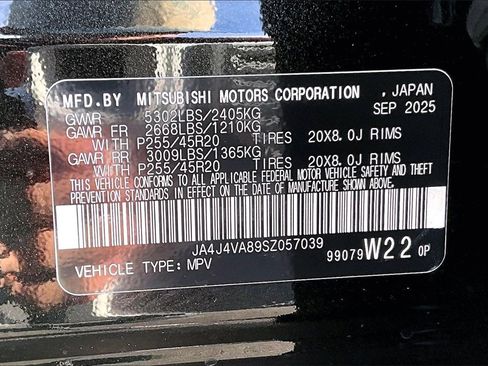 MFD.BY MITSUBISHI MOTORS CORPORATION , JAPAN
GVWR 5302LBS/2405KG SEP 2025
GAWR FR 2668LBS/1210KG
WITH P255/45R20 TIRES 20X8.0J RIMS
GAWR RR 3009LBS/1365KG
WITH P255/45R20 TIRES 20X8.0J RIMS
THIS VEHICLE CONFORMS TO ALL APPLICABLE FEDERAL MOTOR VEHICLE SAFETY, BUMPER AND THEFT
PREVENTION STANDARDS IN EFFECT ON THE DATE OF MANUFACTURE SHOWN ABOVE.
JA4J4VA89SZ057039
99079 W22 OP
VEHICLE TYPE: MPV